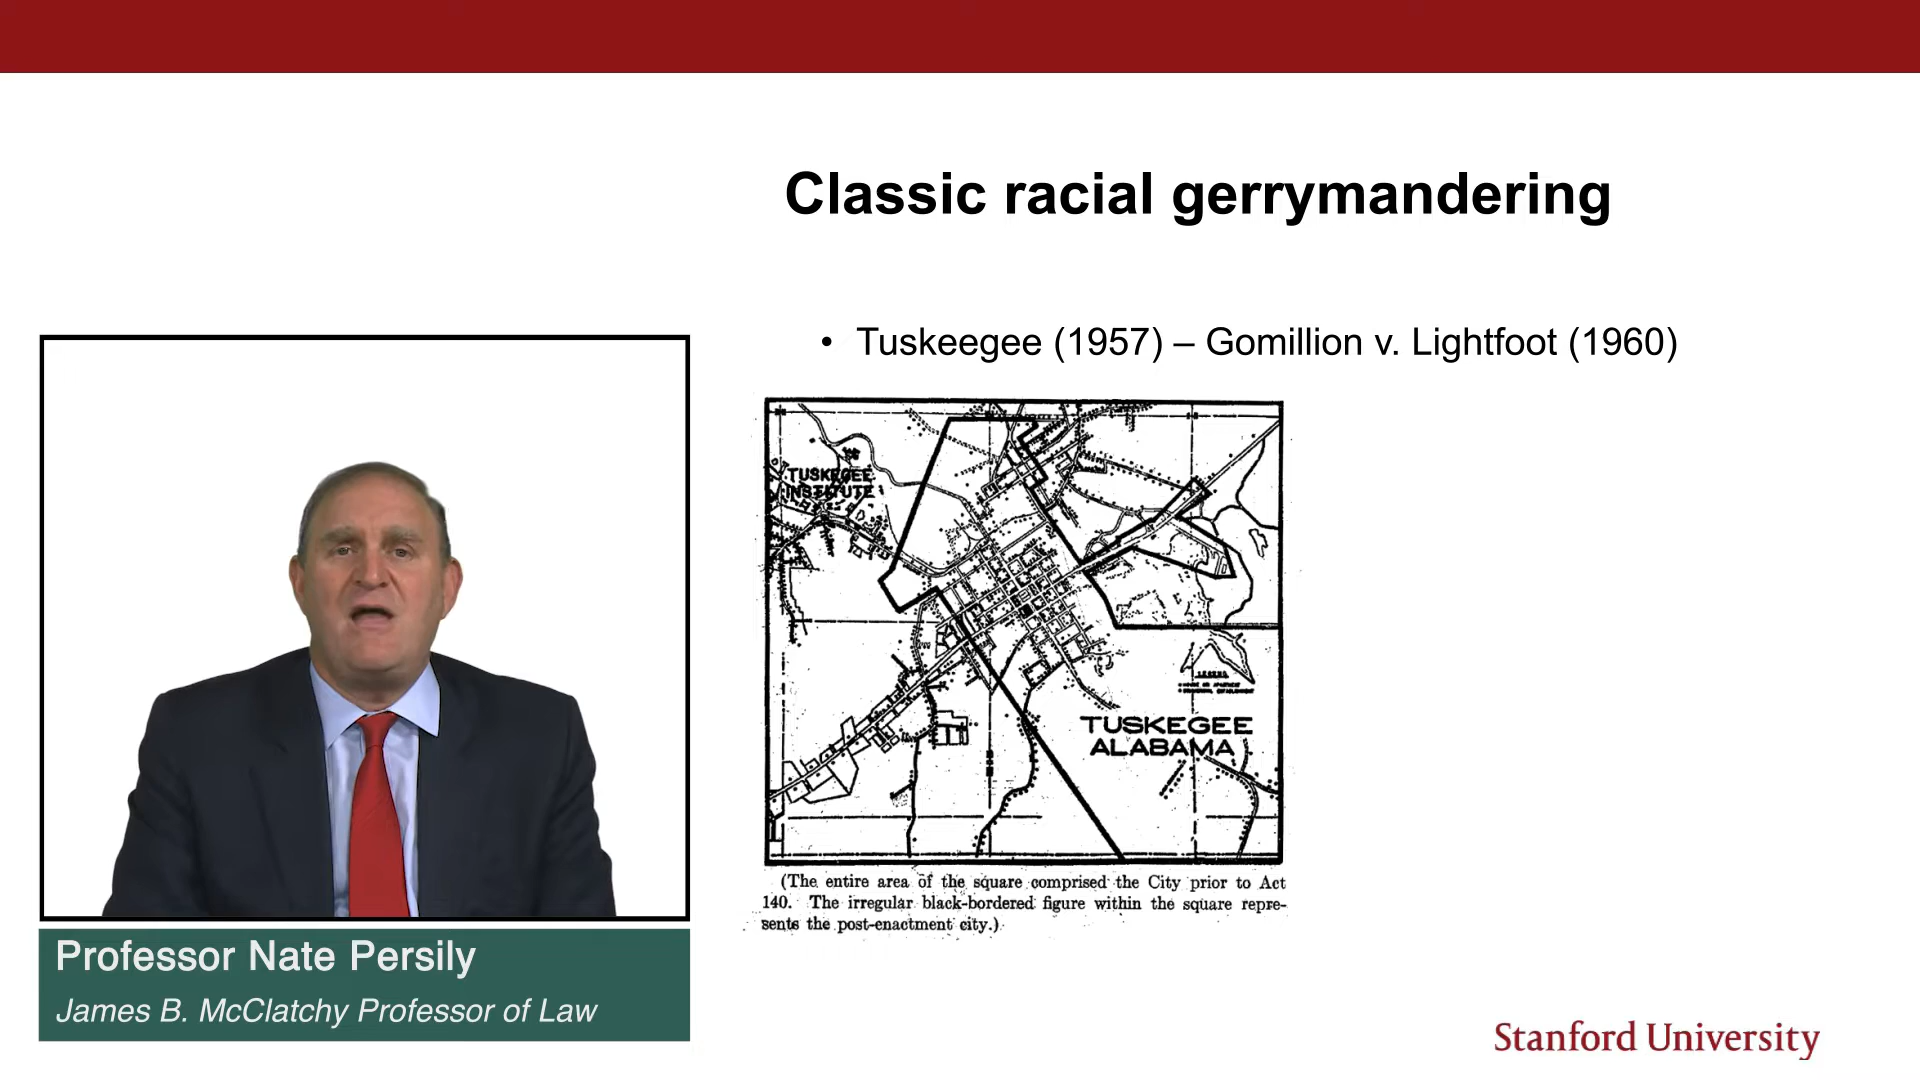 Classic racial gerrymandering
• Tuskeegee (1957) – Gomillion v. Lightfoot (1960)
TUSKEGEE
INSTITUTE
LEGEND
TUSKEGEE
ALABAMA
(The entire area of the square comprised the City prior to Act
140. The irregular black-bordered figure within the square repre-
sents the post-enactment city.)
Professor Nate Persily
James B. McClatchy Professor of Law
Stanford University